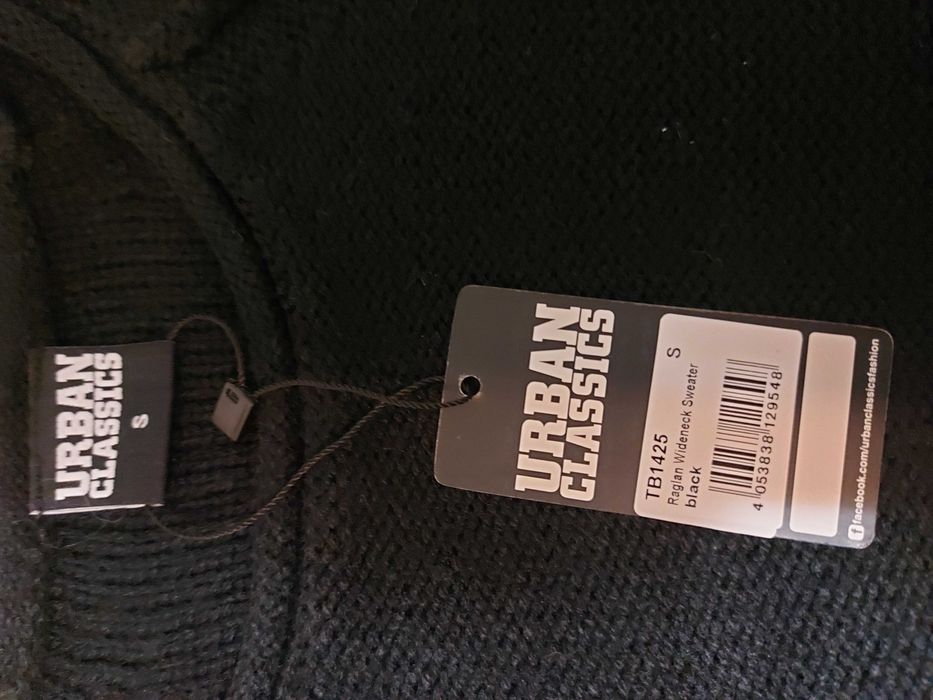 URBAN
CLASSICS
S
URBAN
CLASSICS
TB1425
Raglan Wideneck Sweater S
black
4 053838 129548
facebook.com/urbanclassicsfashion